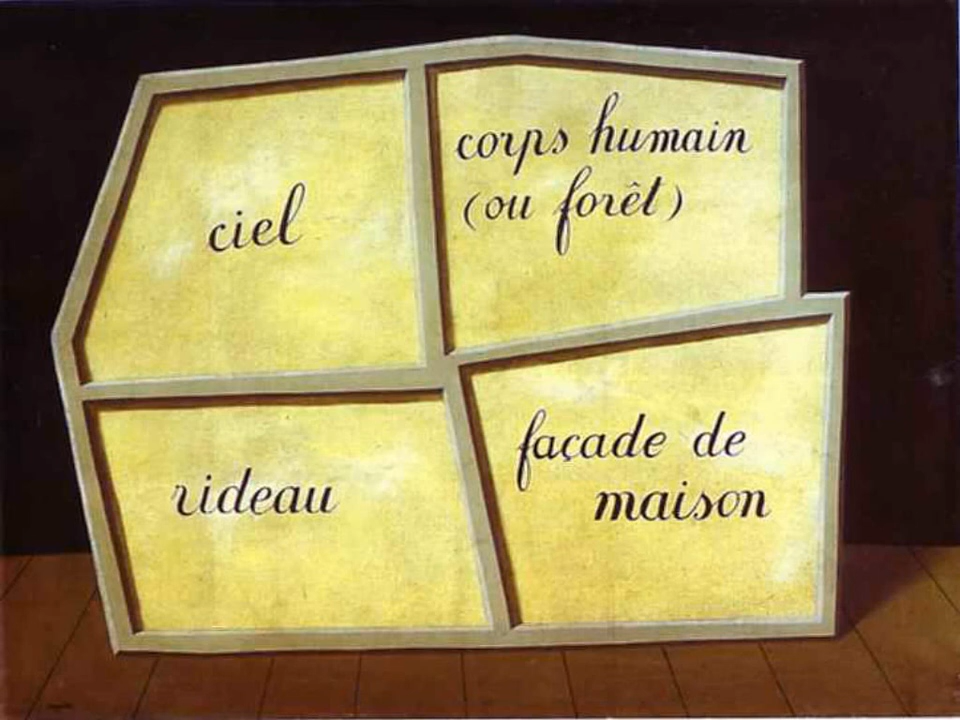 ciel
corps humain
(ou forêt)
rideau
façade de
maison